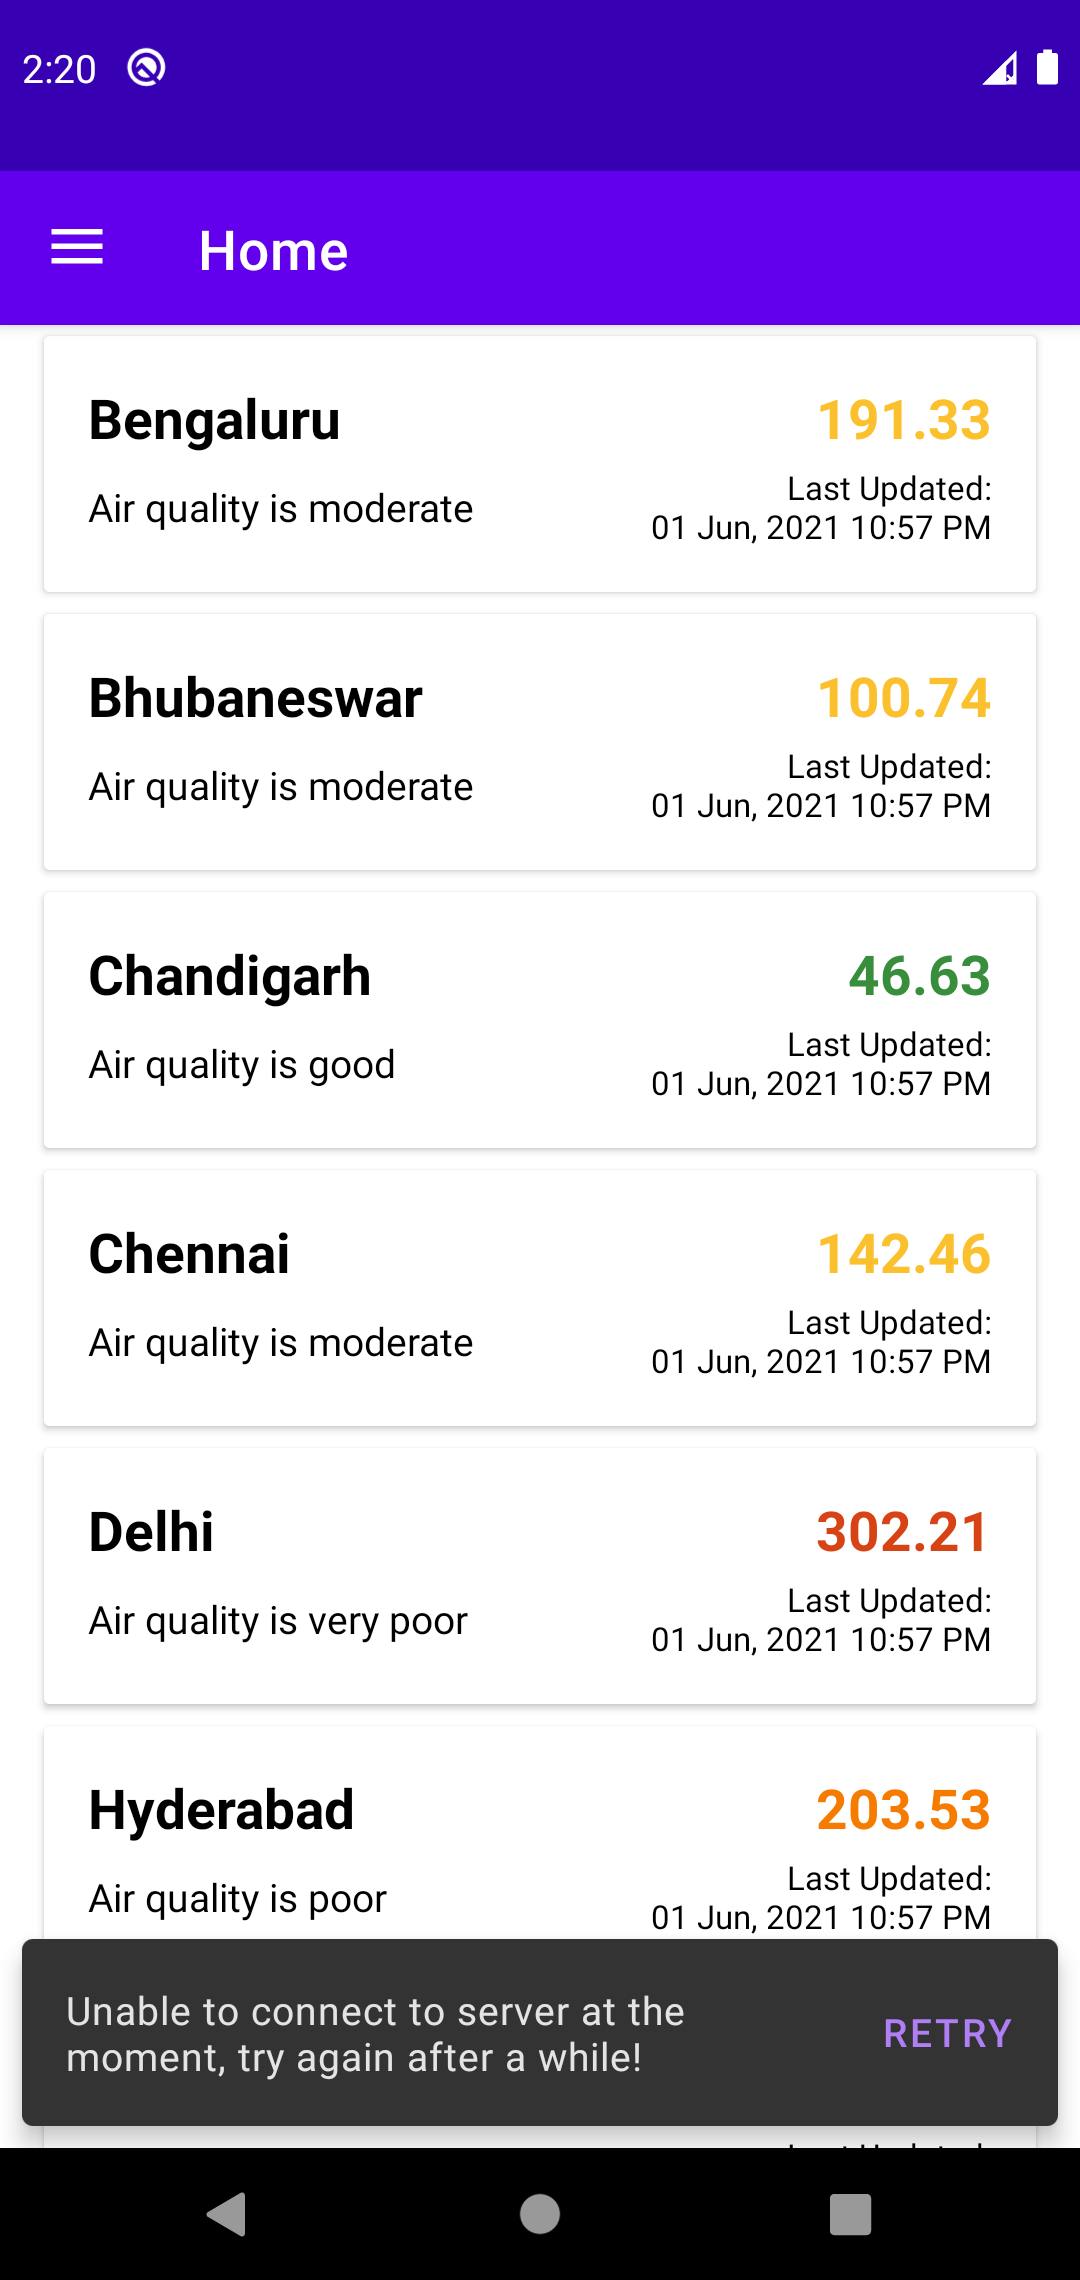 2:20
Home
Bengaluru
191.33
Air quality is moderate
Last Updated:
01 Jun, 2021 10:57 PM
Bhubaneswar
100.74
Air quality is moderate
Last Updated:
01 Jun, 2021 10:57 PM
Chandigarh
46.63
Air quality is good
Last Updated:
01 Jun, 2021 10:57 PM
Chennai
142.46
Air quality is moderate
Last Updated:
01 Jun, 2021 10:57 PM
Delhi
302.21
Air quality is very poor
Last Updated:
01 Jun, 2021 10:57 PM
Hyderabad
203.53
Air quality is poor
Last Updated:
01 Jun, 2021 10:57 PM
Unable to connect to server at the
moment, try again after a while!
RETRY